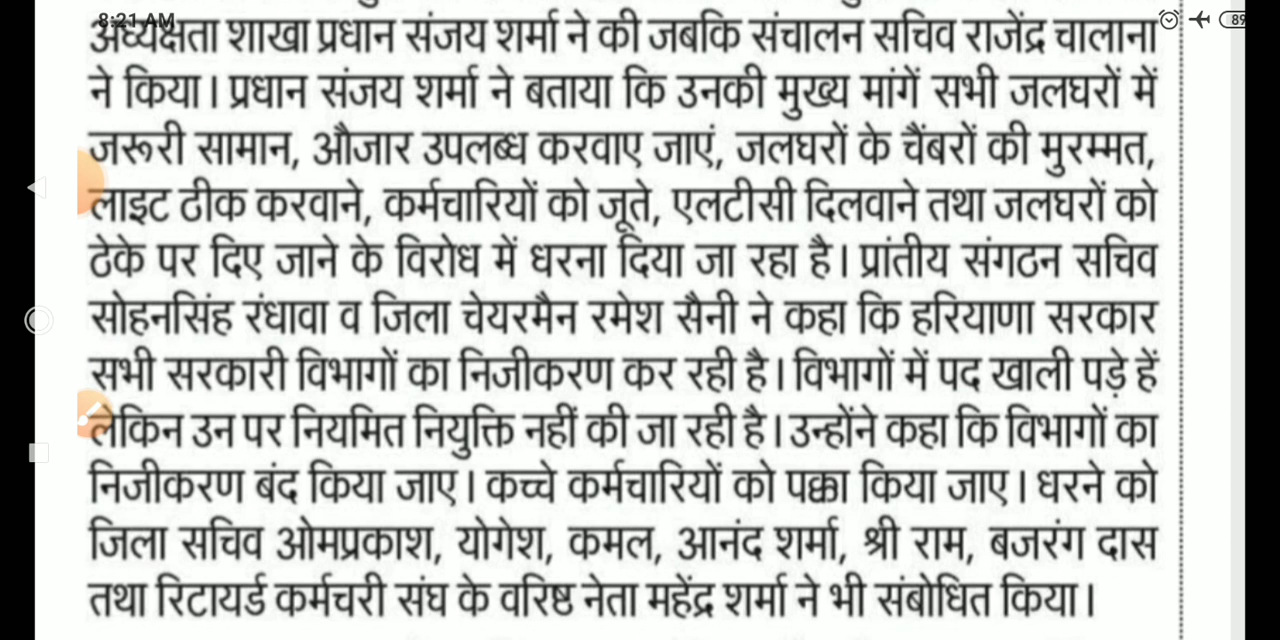 8:21 AM
89
अध्यक्षता शाखा प्रधान संजय शर्मा ने की जबकि संचालन सचिव राजेंद्र चालाना
ने किया। प्रधान संजय शर्मा ने बताया कि उनकी मुख्य मांगें सभी जलघरों में
जरूरी सामान, औजार उपलब्ध करवाए जाएं, जलघरों के चैंबरों की मुरम्मत,
लाइट ठीक करवाने, कर्मचारियों को जूते, एलटीसी दिलवाने तथा जलघरों को
ठेके पर दिए जाने के विरोध में धरना दिया जा रहा है। प्रांतीय संगठन सचिव
सोहनसिंह रंधावा व जिला चेयरमैन रमेश सैनी ने कहा कि हरियाणा सरकार
सभी सरकारी विभागों का निजीकरण कर रही है। विभागों में पद खाली पड़े हें
लेकिन उन पर नियमित नियुक्ति नहीं की जा रही है। उन्होंने कहा कि विभागों का
निजीकरण बंद किया जाए। कच्चे कर्मचारियों को पक्का किया जाए। धरने को
जिला सचिव ओमप्रकाश, योगेश, कमल, आनंद शर्मा, श्री राम, बजरंग दास
तथा रिटायर्ड कर्मचरी संघ के वरिष्ठ नेता महेंद्र शर्मा ने भी संबोधित किया।